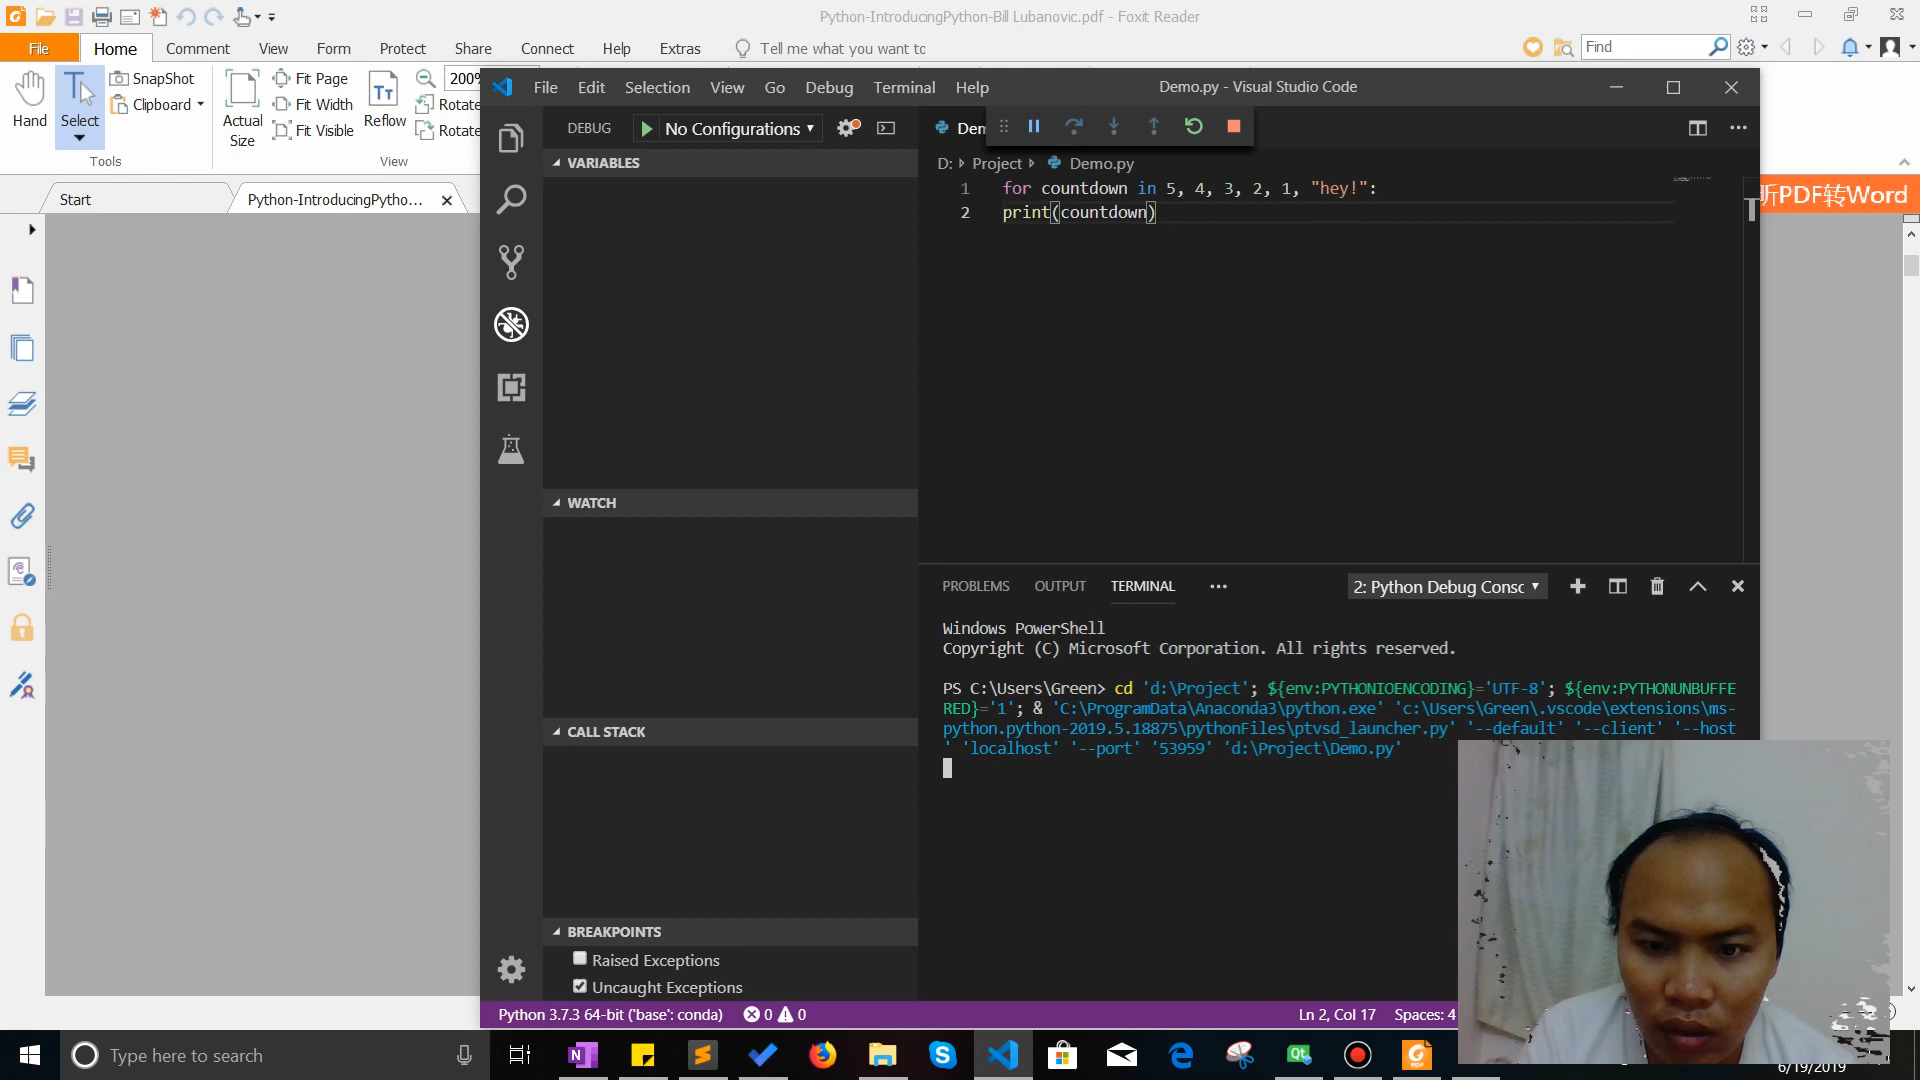 Python-IntroducingPython-Bill Lubanovic.pdf - Foxit Reader
File
Home
Comment
View
Form
Protect
Share
Connect
Help
Extras
Tell me what you want to
Find
Hand
Select
SnapShot
Clipboard
Tools
Actual
Size
Fit Page
Fit Width
Fit Visible
Reflow
200%
Rotate
Rotate
View
Start
Python-IntroducingPytho...
PDF转Word
File Edit Selection View Go Debug Terminal Help
Demo.py - Visual Studio Code
DEBUG
No Configurations
VARIABLES
WATCH
CALL STACK
BREAKPOINTS
Raised Exceptions
Uncaught Exceptions
Dem
D: Project Demo.py
1 for countdown in 5, 4, 3, 2, 1, "hey!":
2 print(countdown)
PROBLEMS OUTPUT TERMINAL ...
2: Python Debug Consc
Windows PowerShell
Copyright (C) Microsoft Corporation. All rights reserved.
PS C:\Users\Green> cd 'd:\Project'; ${env:PYTHONIOENCODING}='UTF-8'; ${env:PYTHONUNBUFFE
RED}='1'; & 'C:\ProgramData\Anaconda3\python.exe' 'c:\Users\Green\.vscode\extensions\ms-
python.python-2019.5.18875\pythonFiles\ptvsd_launcher.py' '--default' '--client' '--host
' 'localhost' '--port' '53959' 'd:\Project\Demo.py'
Python 3.7.3 64-bit ('base': conda)
0 0
Ln 2, Col 17
Spaces: 4
Type here to search
6/19/2019